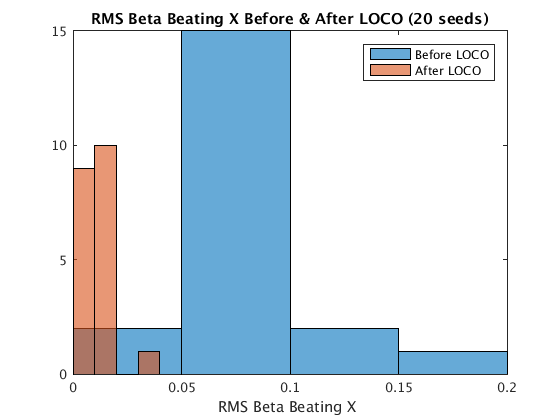 RMS Beta Beating X Before & After LOCO (20 seeds)
15
10
5
0
Before LOCO
After LOCO
0 0.05 0.1 0.15 0.2
RMS Beta Beating X